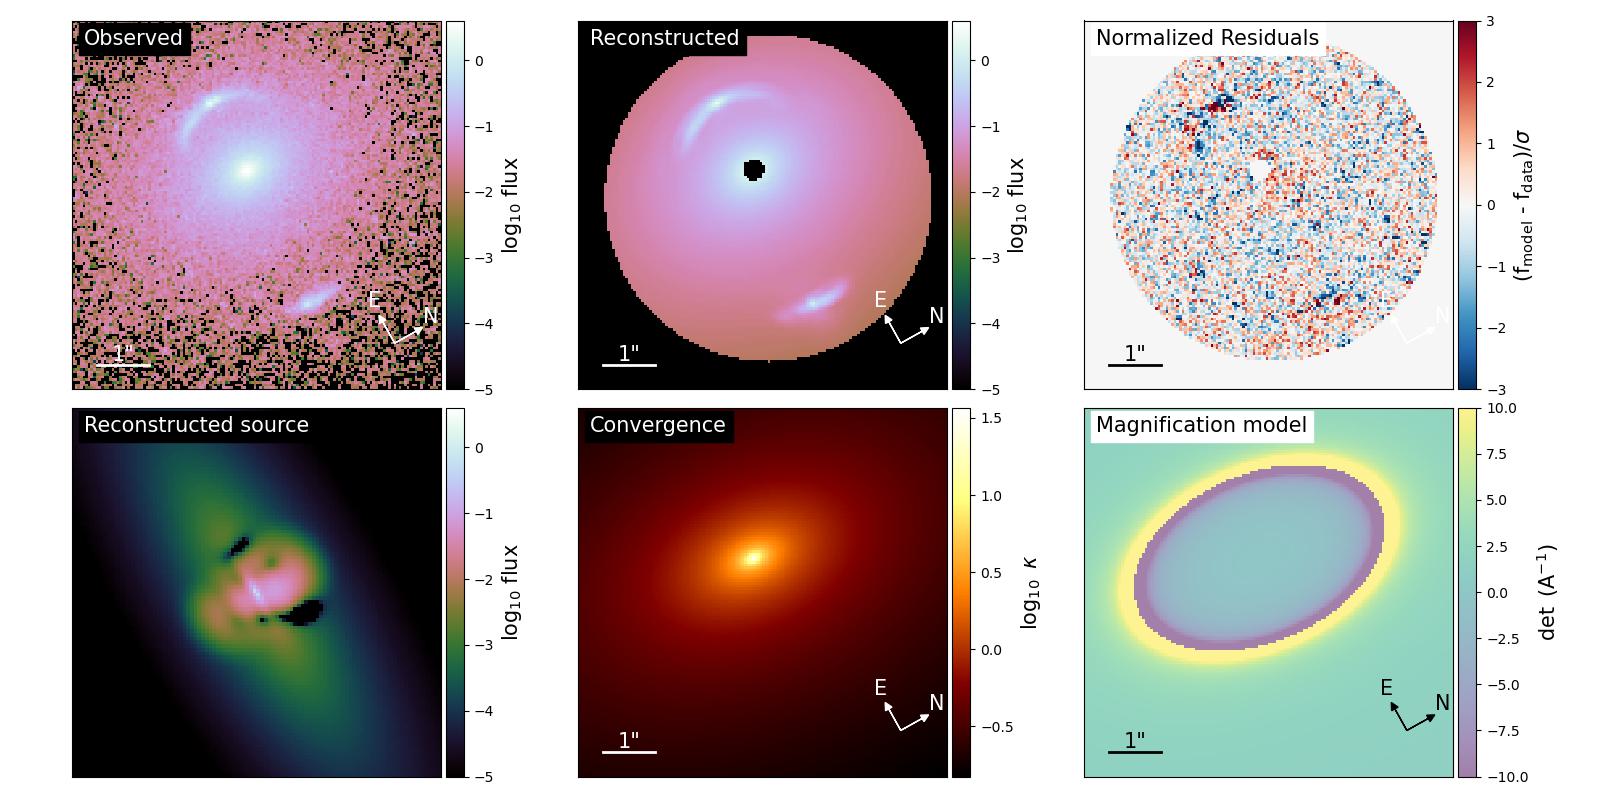 Observed
E
N
1"
0
−1
−2
−3
−4
−5
log10 flux
Reconstructed
E
N
1"
0
−1
−2
−3
−4
−5
log10 flux
Normalized Residuals
N
1"
3
2
1
0
−1
−2
−3
(fmodel - fdata)/σ
Reconstructed source
0
−1
−2
−3
−4
−5
log10 flux
Convergence
E
N
1"
1.5
1.0
0.5
0.0
−0.5
log10 κ
Magnification model
E
N
1"
10.0
7.5
5.0
2.5
0.0
−2.5
−5.0
−7.5
−10.0
det (A−1)